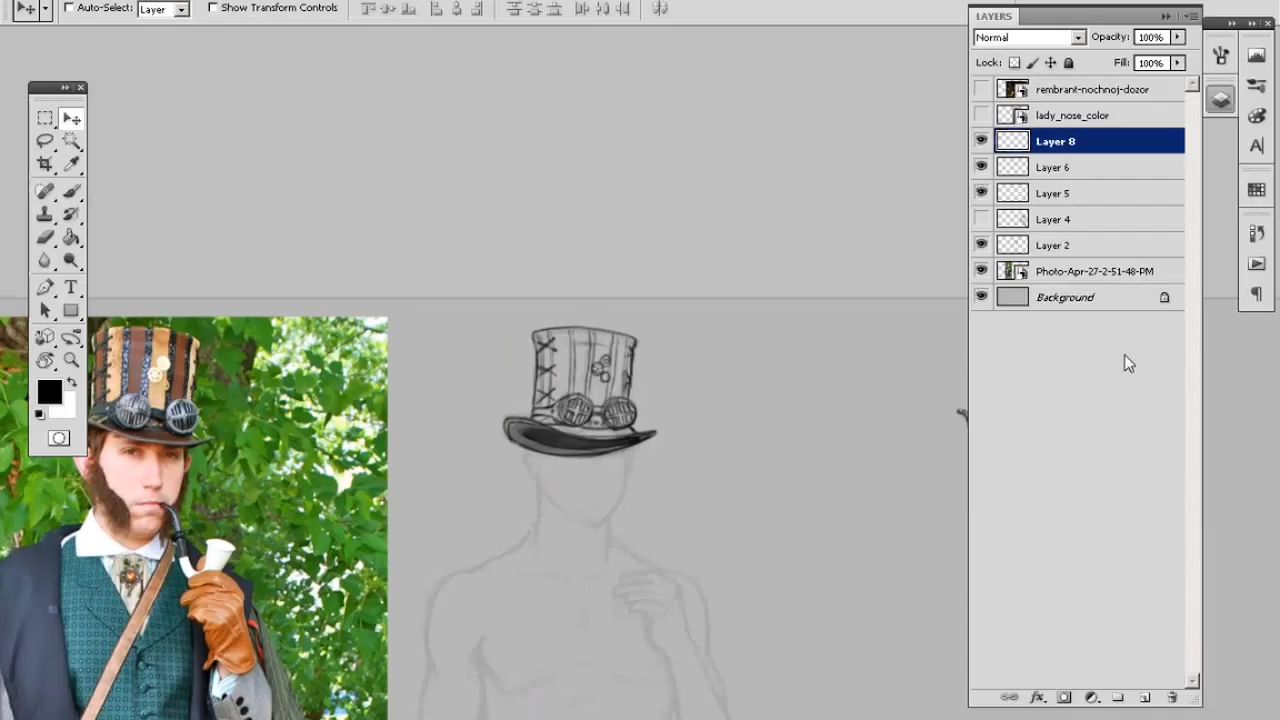 Auto-Select: Layer Show Transform Controls
LAYERS
Normal Opacity: 100%
Lock: Fill: 100%
rembrant-nochnoj-dozor
lady_nose_color
Layer 8
Layer 6
Layer 5
Layer 4
Layer 2
Photo-Apr-27-2-51-48-PM
Background